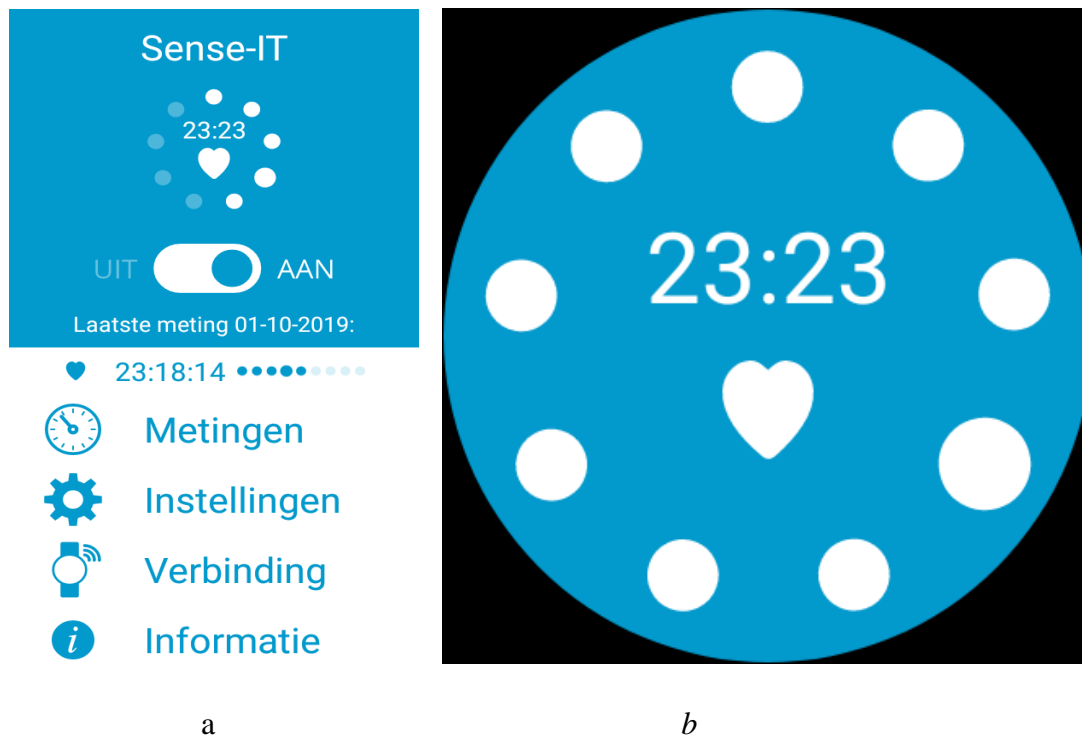 Sense-IT
23:23
UIT AAN
Laatste meting 01-10-2019:
23:18:14
Metingen
Instellingen
Verbinding
i Informatie
23:23
a
b